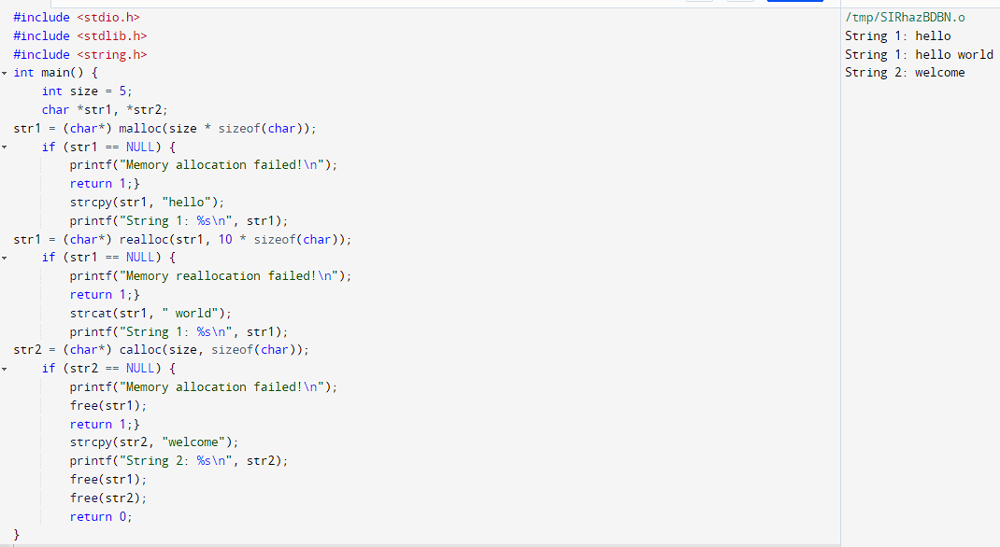 #include <stdio.h>
#include <stdlib.h>
#include <string.h>
int main() {
    int size = 5;
    char *str1, *str2;
str1 = (char*) malloc(size * sizeof(char));
    if (str1 == NULL) {
        printf("Memory allocation failed!\n");
        return 1;}
        strcpy(str1, "hello");
        printf("String 1: %s\n", str1);
str1 = (char*) realloc(str1, 10 * sizeof(char));
    if (str1 == NULL) {
        printf("Memory reallocation failed!\n");
        return 1;}
        strcat(str1, " world");
        printf("String 1: %s\n", str1);
str2 = (char*) calloc(size, sizeof(char));
    if (str2 == NULL) {
        printf("Memory allocation failed!\n");
        free(str1);
        return 1;}
        strcpy(str2, "welcome");
        printf("String 2: %s\n", str2);
        free(str1);
        free(str2);
        return 0;
}
/tmp/SIRhazBDBN.o
String 1: hello
String 1: hello world
String 2: welcome